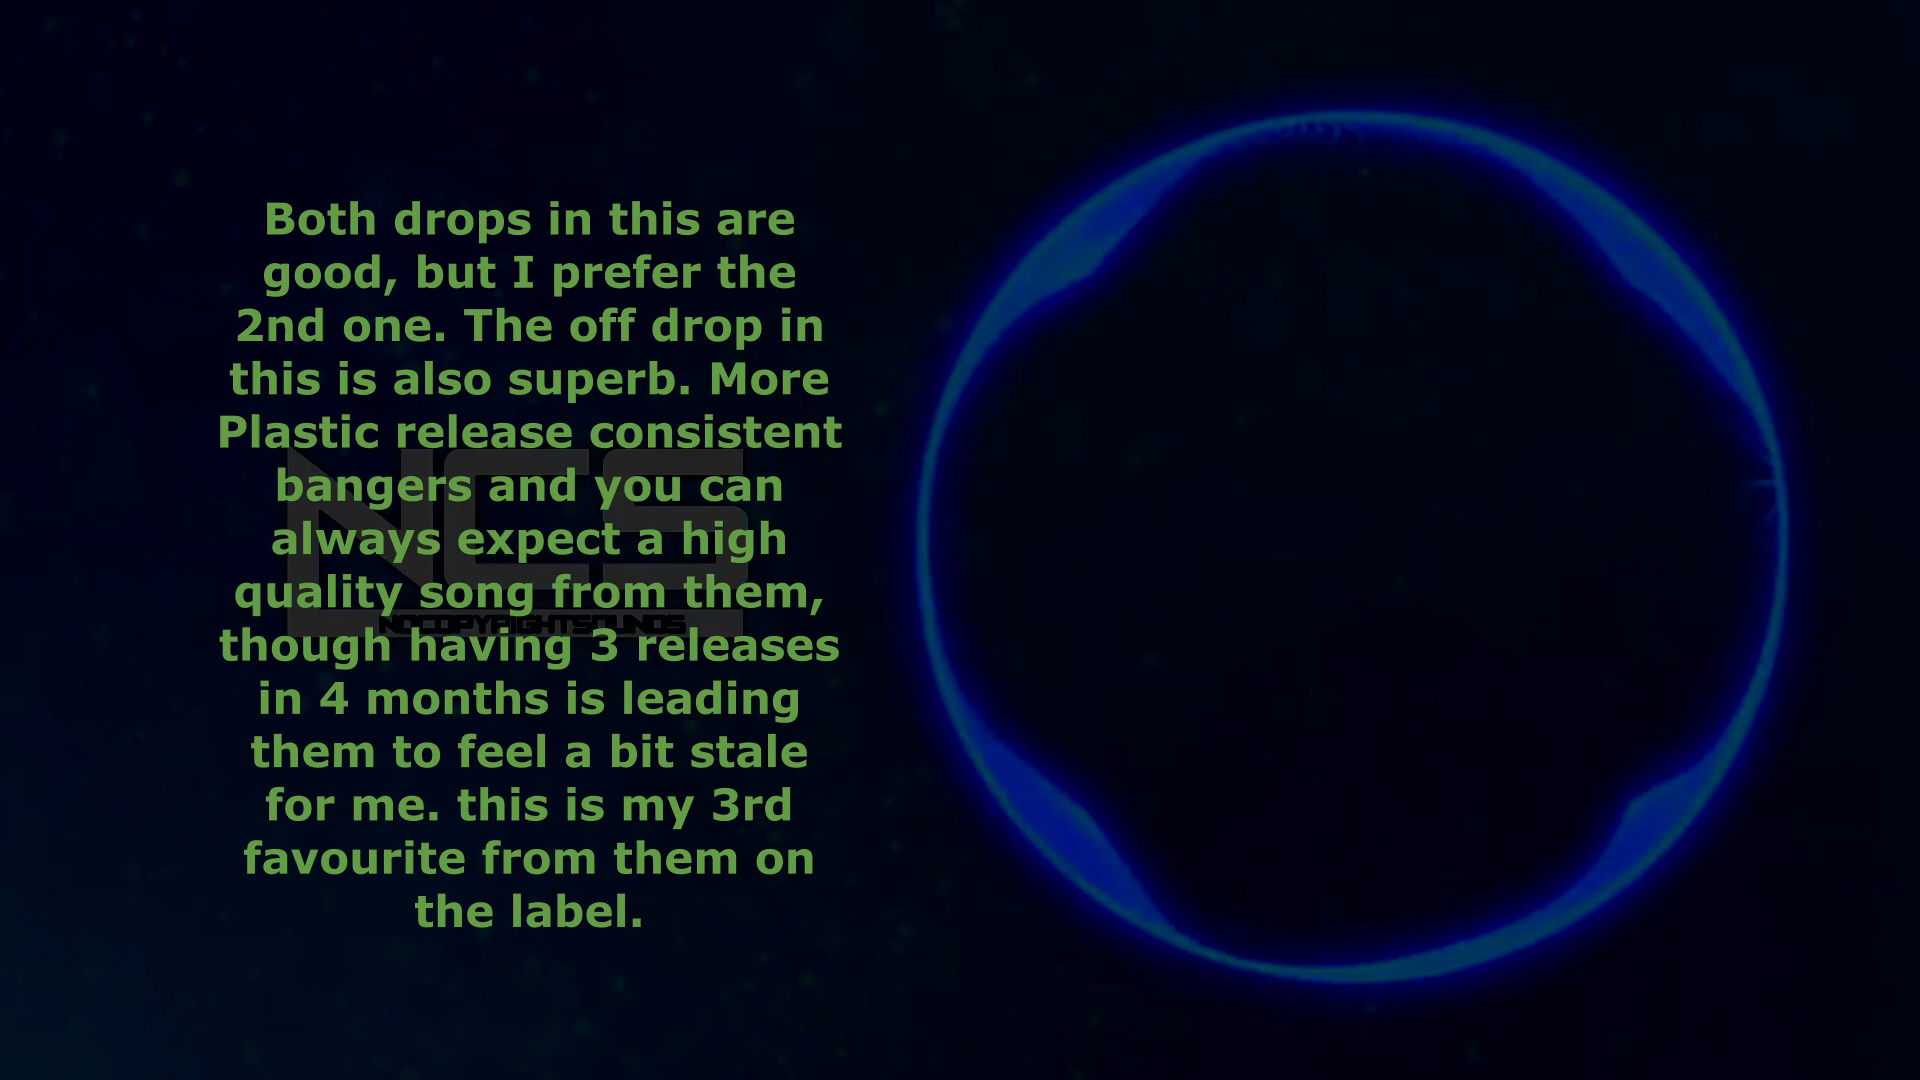 Both drops in this are
good, but I prefer the
2nd one. The off drop in
this is also superb. More
Plastic release consistent
bangers and you can
always expect a high
quality song from them,
though having 3 releases
in 4 months is leading
them to feel a bit stale
for me. this is my 3rd
favourite from them on
the label.
NCS
NOCOPYRIGHTSOUNDS